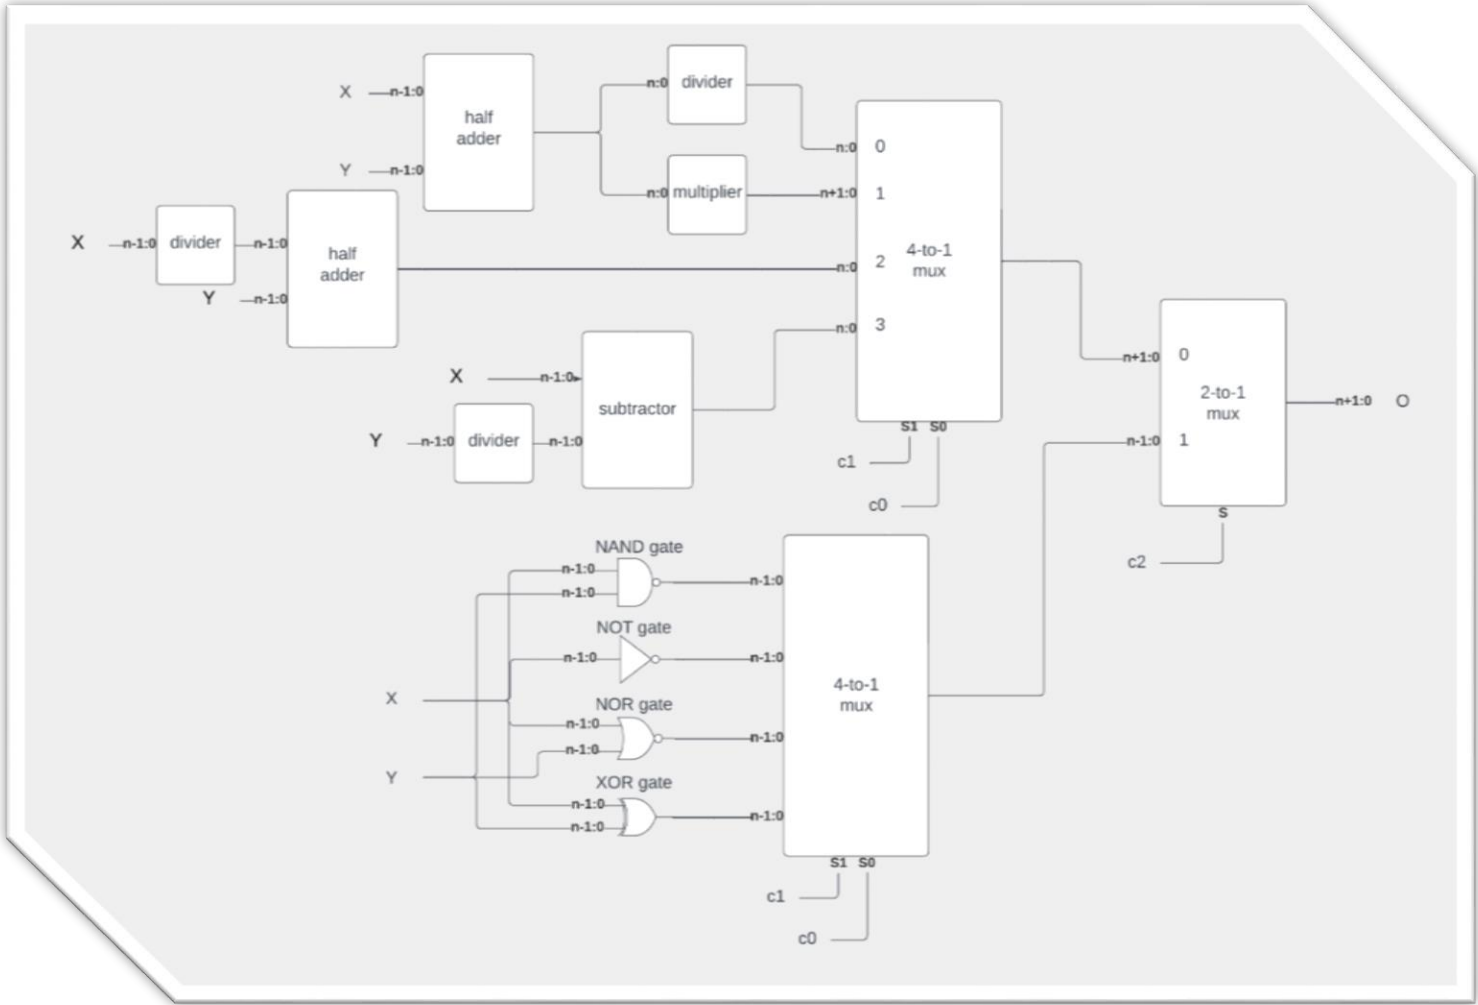 X
n-1:0
half
adder
Y
n-1:0
n:0
divider
n:0
multiplier
n:0
0
n+1:0
1
n:0
2
n:0
3
4-to-1
mux
S1 S0
c1
c0
X
n-1:0
divider
n-1:0
Y
n-1:0
half
adder
X
n-1:0
Y
n-1:0
divider
n-1:0
subtractor
n+1:0
0
n-1:0
1
2-to-1
mux
S
c2
n+1:0
O
NAND gate
n-1:0
n-1:0
n-1:0
NOT gate
n-1:0
n-1:0
X
NOR gate
n-1:0
n-1:0
n-1:0
Y
XOR gate
n-1:0
n-1:0
n-1:0
4-to-1
mux
S1 S0
c1
c0